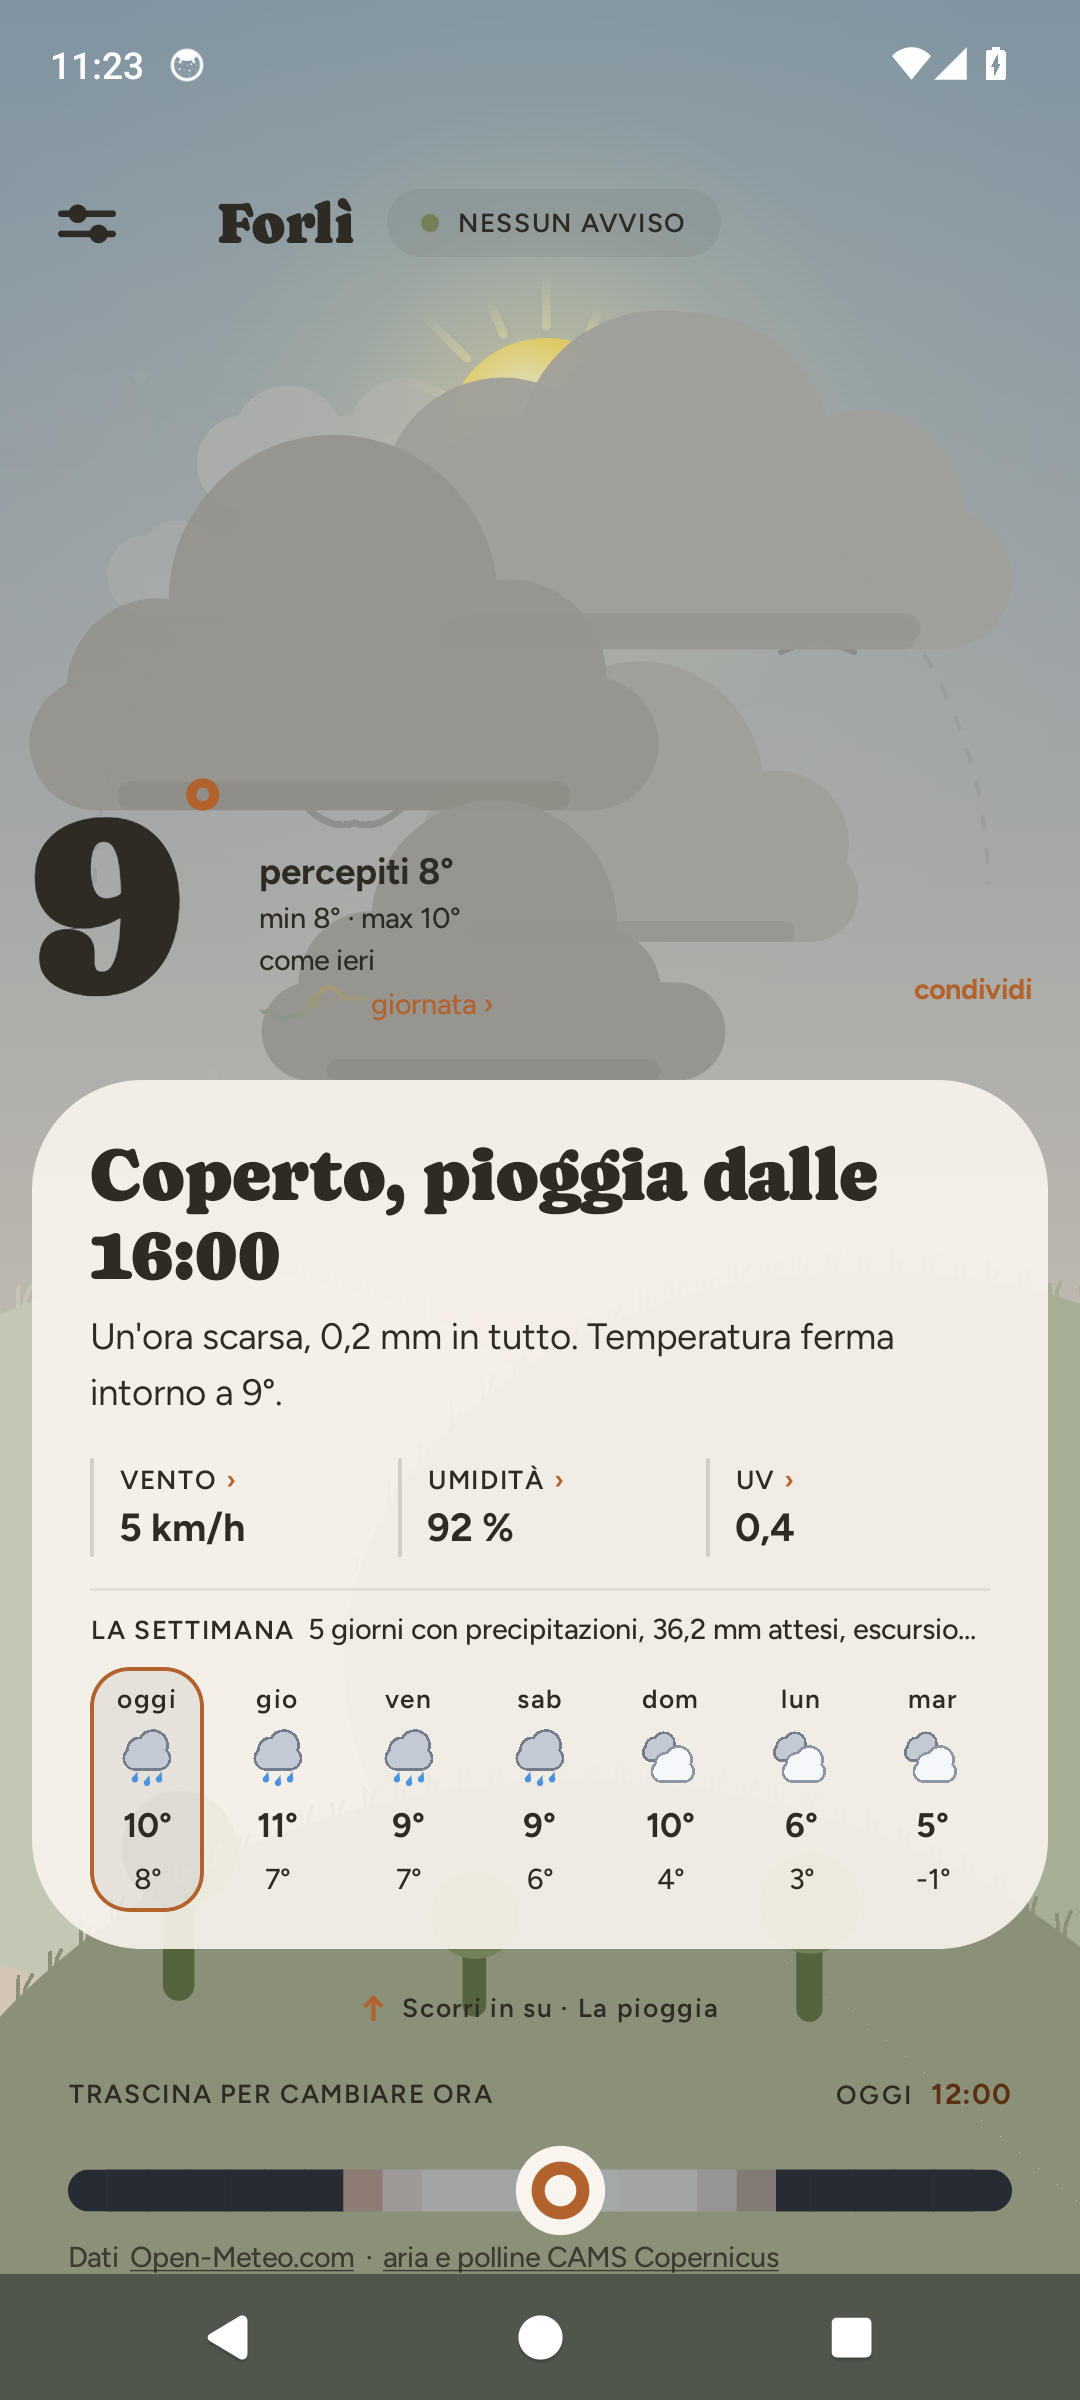 11:23
Forlì
NESSUN AVVISO
9°
percepiti 8°
min 8° · max 10°
come ieri
giornata ›
condividi
Coperto, pioggia dalle
16:00
Un'ora scarsa, 0,2 mm in tutto. Temperatura ferma
intorno a 9°.
VENTO › UMIDITÀ › UV ›
5 km/h 92 % 0,4
LA SETTIMANA 5 giorni con precipitazioni, 36,2 mm attesi, escursio...
oggi gio ven sab dom lun mar
10° 11° 9° 9° 10° 6° 5°
8° 7° 7° 6° 4° 3° -1°
↑ Scorri in su · La pioggia
TRASCINA PER CAMBIARE ORA OGGI 12:00
Dati Open-Meteo.com · aria e polline CAMS Copernicus